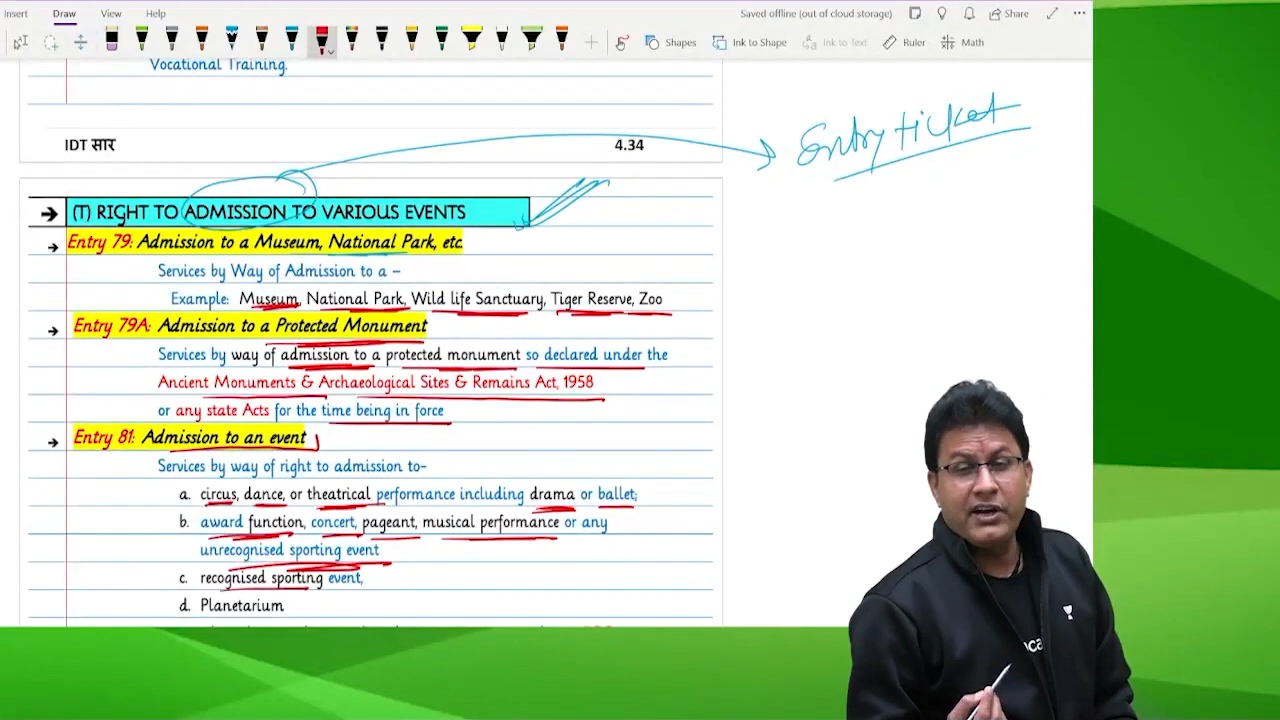 Insert Draw View Help Saved offline (out of cloud storage) Share
Shapes Ink to Shape Ink to Text Ruler Math
Vocational Training.
IDT सार 4.34
Entry ticket
(T) RIGHT TO ADMISSION TO VARIOUS EVENTS
Entry 79: Admission to a Museum, National Park, etc.
Services by Way of Admission to a –
Example: Museum, National Park, Wild life Sanctuary, Tiger Reserve, Zoo
Entry 79A: Admission to a Protected Monument
Services by way of admission to a protected monument so declared under the
Ancient Monuments & Archaeological Sites & Remains Act, 1958
or any state Acts for the time being in force
Entry 81: Admission to an event
Services by way of right to admission to-
a. circus, dance, or theatrical performance including drama or ballet;
b. award function, concert, pageant, musical performance or any
unrecognised sporting event
c. recognised sporting event,
d. Planetarium